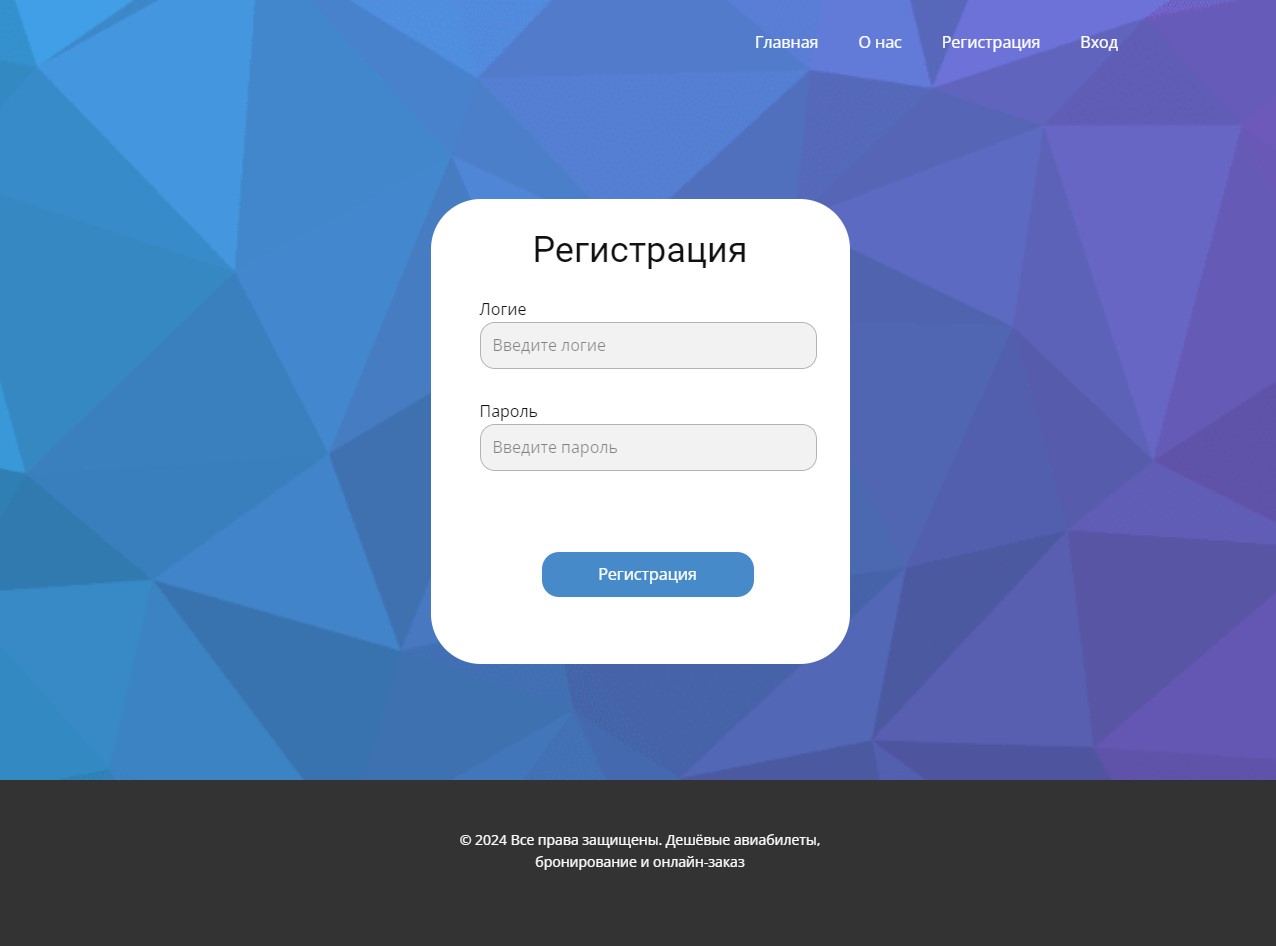 Главная О нас Регистрация Вход
Регистрация
Логие
Введите логие
Пароль
Введите пароль
Регистрация
© 2024 Все права защищены. Дешёвые авиабилеты,
бронирование и онлайн-заказ